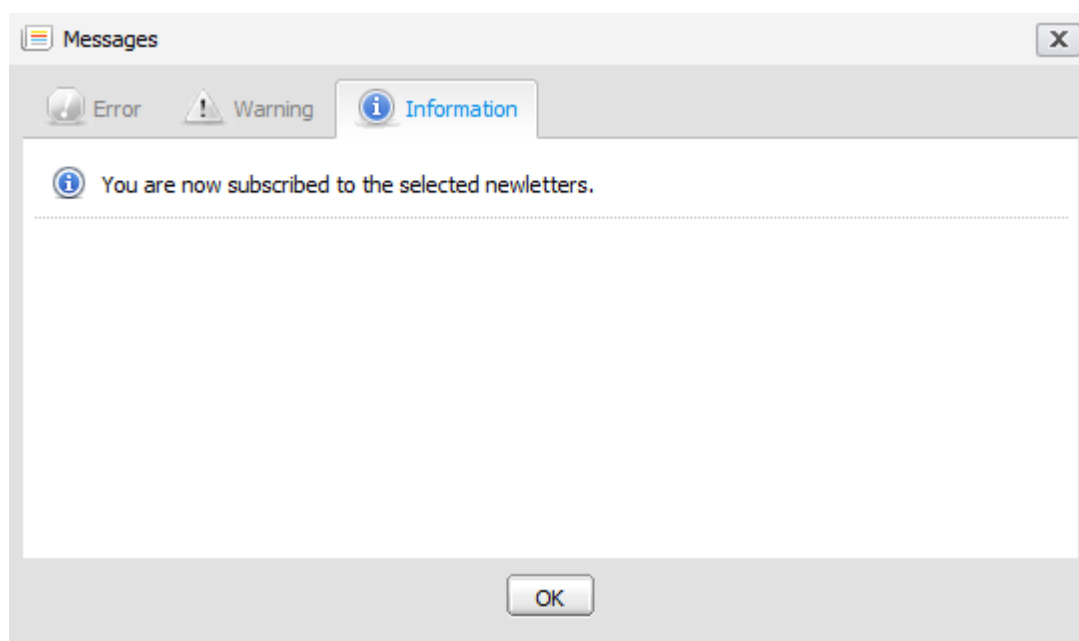 Messages
X
Error Warning Information
You are now subscribed to the selected newletters.
OK